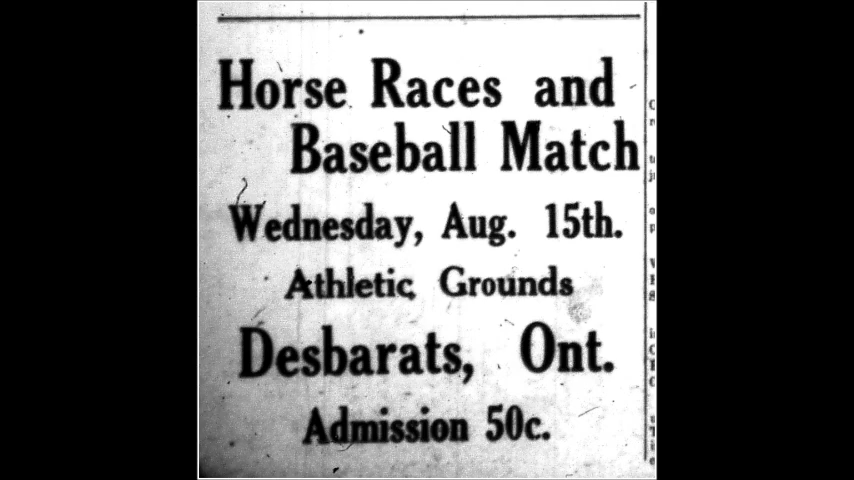 Horse Races and
Baseball Match
Wednesday, Aug. 15th.
Athletic Grounds
Desbarats, Ont.
Admission 50c.